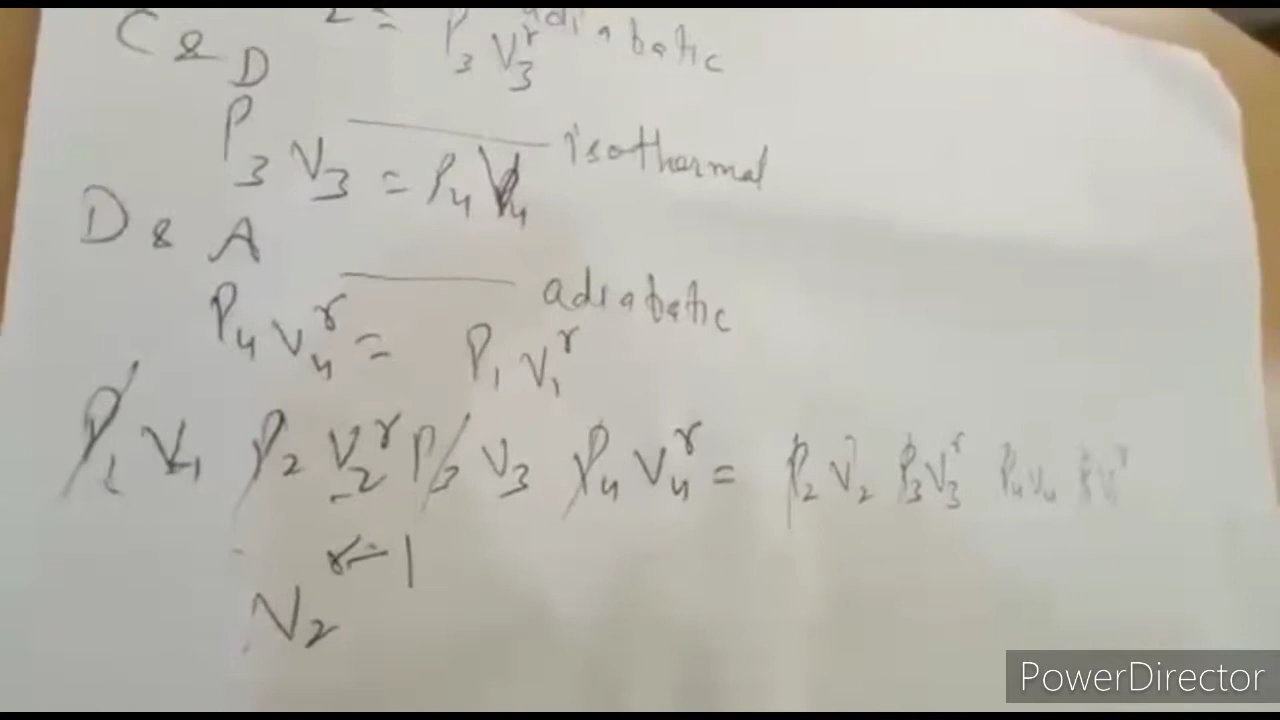 2 = P₃ V₃^γ adiabatic
C & D
isothermal
P₃ V₃ = P₄ V₄
D & A
adiabatic
P₄ V₄^γ = P₁ V₁^γ
P₁ V₁ P₂ V₂^γ P₃ V₃ P₄ V₄^γ = P₂ V₂ P₃ V₃^γ P₄ V₄
V₂^γ-1
PowerDirector